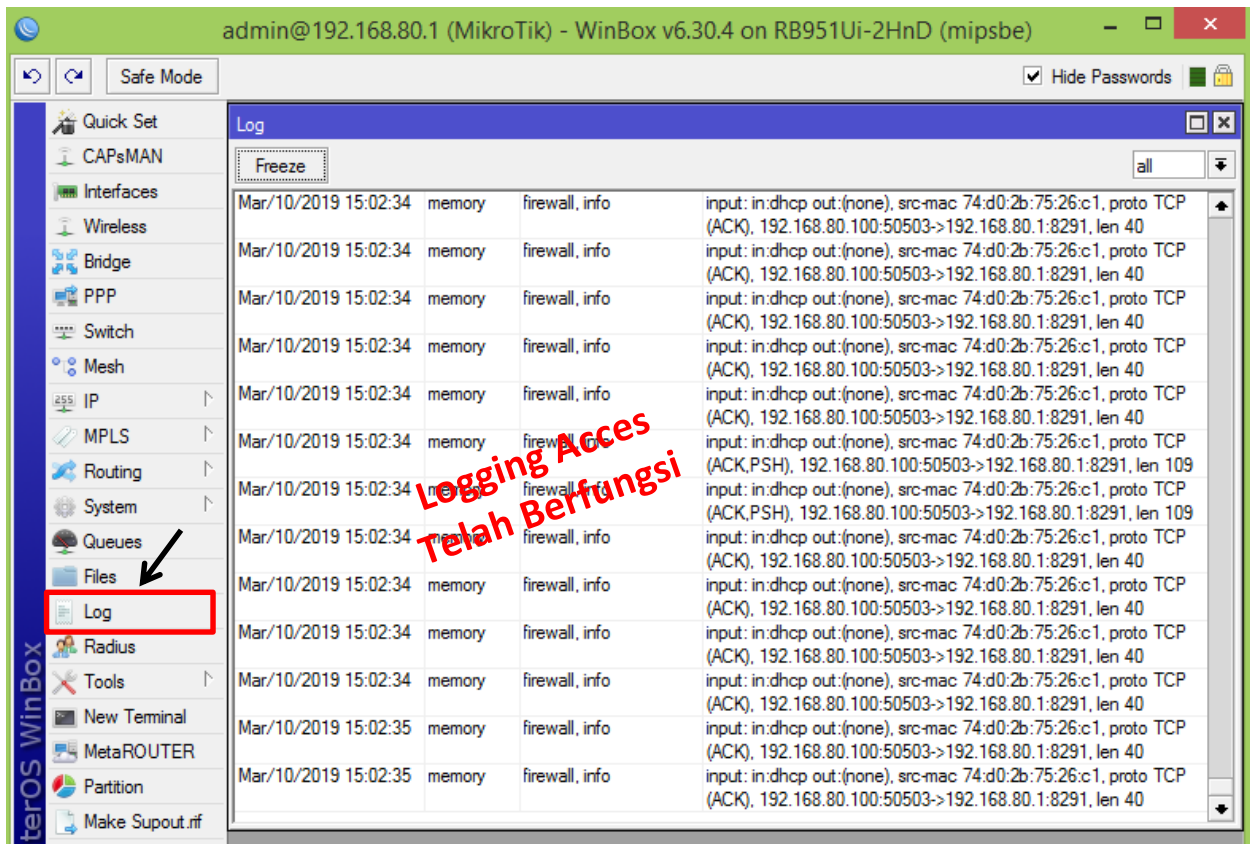 admin@192.168.80.1 (MikroTik) - WinBox v6.30.4 on RB951Ui-2HnD (mipsbe)
Safe Mode
Hide Passwords
Quick Set
CAPsMAN
Interfaces
Wireless
Bridge
PPP
Switch
Mesh
255 IP
MPLS
Routing
System
Queues
Files
Log
Radius
Tools
New Terminal
MetaROUTER
Partition
Make Supout.rif
terOS WinBox
Log
Freeze
all
Mar/10/2019 15:02:34 memory firewall, info input: in:dhcp out:(none), src-mac 74:d0:2b:75:26:c1, proto TCP
(ACK), 192.168.80.100:50503->192.168.80.1:8291, len 40
Mar/10/2019 15:02:34 memory firewall, info input: in:dhcp out:(none), src-mac 74:d0:2b:75:26:c1, proto TCP
(ACK), 192.168.80.100:50503->192.168.80.1:8291, len 40
Mar/10/2019 15:02:34 memory firewall, info input: in:dhcp out:(none), src-mac 74:d0:2b:75:26:c1, proto TCP
(ACK), 192.168.80.100:50503->192.168.80.1:8291, len 40
Mar/10/2019 15:02:34 memory firewall, info input: in:dhcp out:(none), src-mac 74:d0:2b:75:26:c1, proto TCP
(ACK), 192.168.80.100:50503->192.168.80.1:8291, len 40
Mar/10/2019 15:02:34 memory firewall, info input: in:dhcp out:(none), src-mac 74:d0:2b:75:26:c1, proto TCP
(ACK), 192.168.80.100:50503->192.168.80.1:8291, len 40
Mar/10/2019 15:02:34 memory firewall, info input: in:dhcp out:(none), src-mac 74:d0:2b:75:26:c1, proto TCP
(ACK,PSH), 192.168.80.100:50503->192.168.80.1:8291, len 109
Mar/10/2019 15:02:34 memory firewall, info input: in:dhcp out:(none), src-mac 74:d0:2b:75:26:c1, proto TCP
(ACK,PSH), 192.168.80.100:50503->192.168.80.1:8291, len 109
Mar/10/2019 15:02:34 memory firewall, info input: in:dhcp out:(none), src-mac 74:d0:2b:75:26:c1, proto TCP
(ACK), 192.168.80.100:50503->192.168.80.1:8291, len 40
Mar/10/2019 15:02:34 memory firewall, info input: in:dhcp out:(none), src-mac 74:d0:2b:75:26:c1, proto TCP
(ACK), 192.168.80.100:50503->192.168.80.1:8291, len 40
Mar/10/2019 15:02:34 memory firewall, info input: in:dhcp out:(none), src-mac 74:d0:2b:75:26:c1, proto TCP
(ACK), 192.168.80.100:50503->192.168.80.1:8291, len 40
Mar/10/2019 15:02:34 memory firewall, info input: in:dhcp out:(none), src-mac 74:d0:2b:75:26:c1, proto TCP
(ACK), 192.168.80.100:50503->192.168.80.1:8291, len 40
Mar/10/2019 15:02:35 memory firewall, info input: in:dhcp out:(none), src-mac 74:d0:2b:75:26:c1, proto TCP
(ACK), 192.168.80.100:50503->192.168.80.1:8291, len 40
Mar/10/2019 15:02:35 memory firewall, info input: in:dhcp out:(none), src-mac 74:d0:2b:75:26:c1, proto TCP
(ACK), 192.168.80.100:50503->192.168.80.1:8291, len 40
Logging Acces
Telah Berfungsi